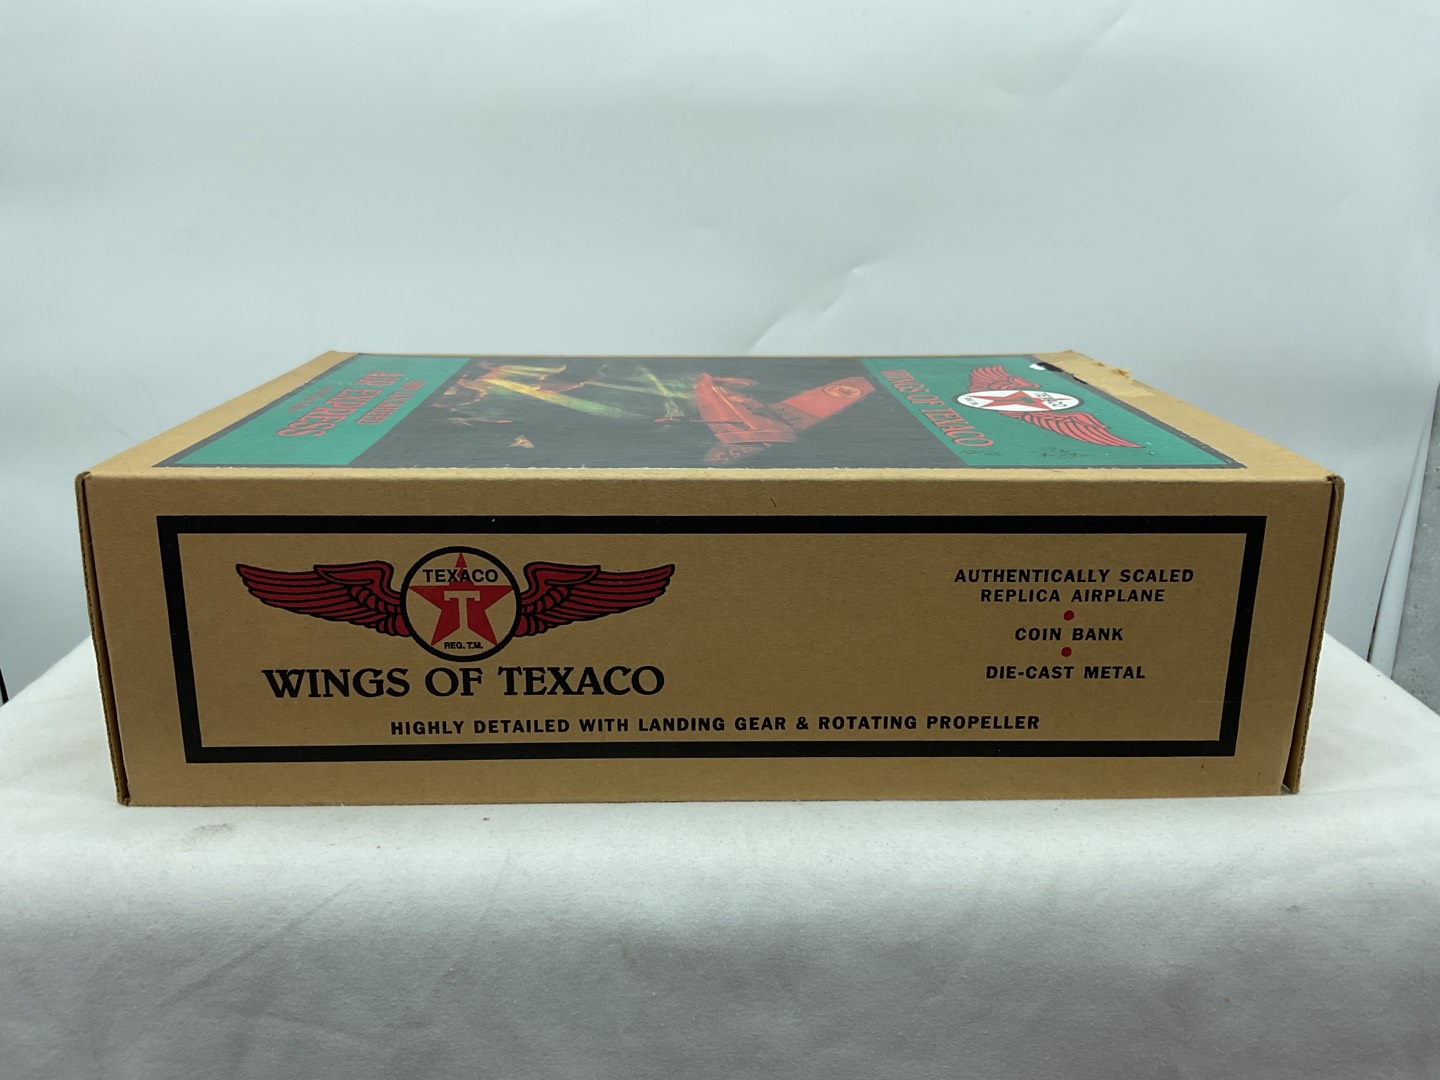 AIR EXPRESS
WINGS OF TEXACO
TEXACO
TEXACO
T
REG. T.M.
WINGS OF TEXACO
HIGHLY DETAILED WITH LANDING GEAR & ROTATING PROPELLER
AUTHENTICALLY SCALED
REPLICA AIRPLANE
COIN BANK
DIE-CAST METAL